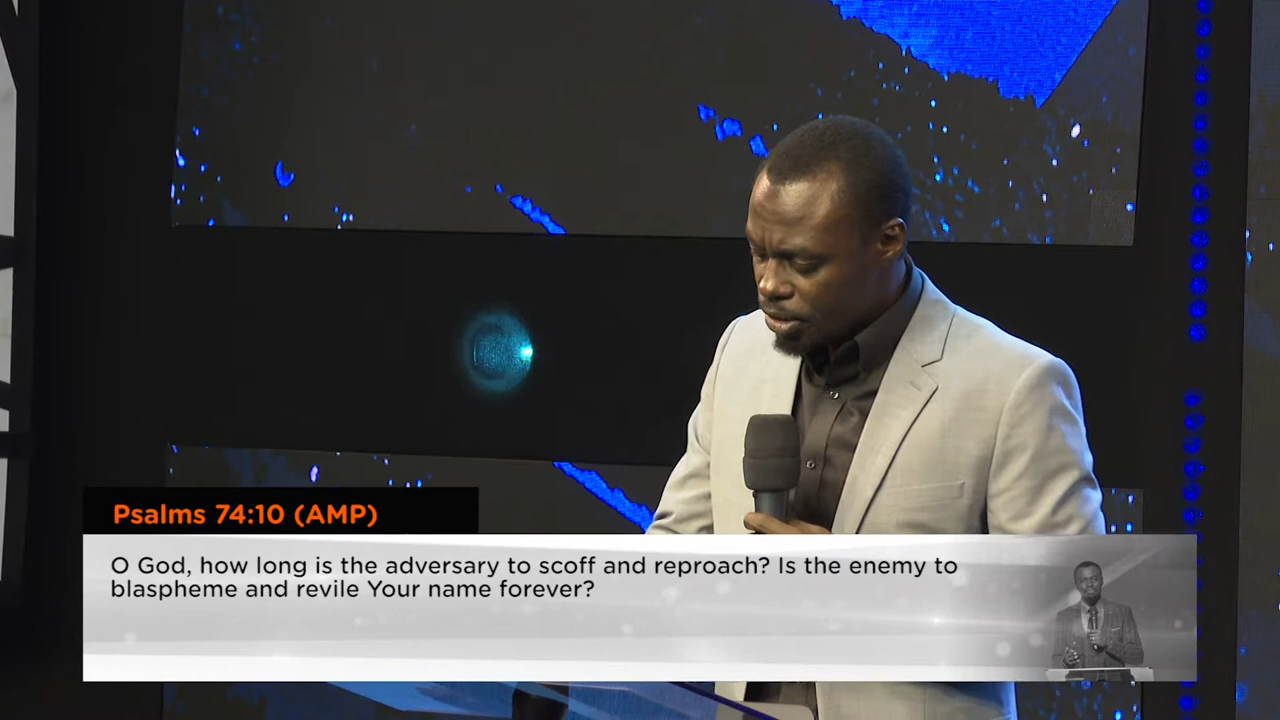 Psalms 74:10 (AMP)
O God, how long is the adversary to scoff and reproach? Is the enemy to
blaspheme and revile Your name forever?